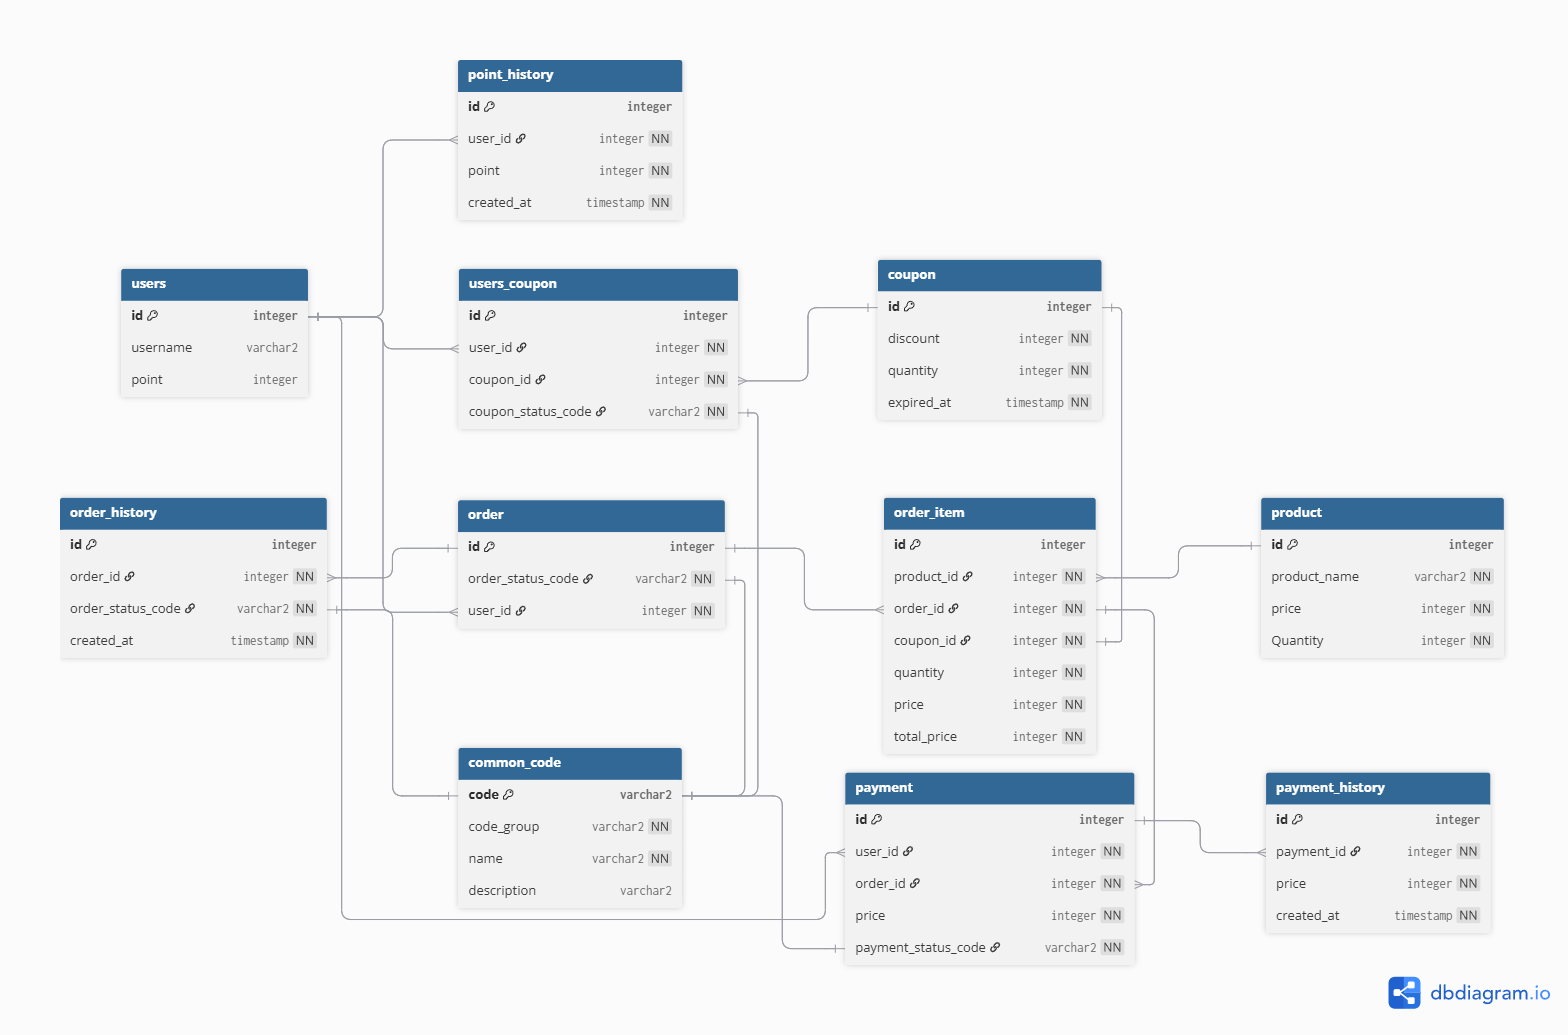 point_history
id integer
user_id integer NN
point integer NN
created_at timestamp NN
users
id integer
username varchar2
point integer
users_coupon
id integer
user_id integer NN
coupon_id integer NN
coupon_status_code varchar2 NN
coupon
id integer
discount integer NN
quantity integer NN
expired_at timestamp NN
order_history
id integer
order_id integer NN
order_status_code varchar2 NN
created_at timestamp NN
order
id integer
order_status_code varchar2 NN
user_id integer NN
order_item
id integer
product_id integer NN
order_id integer NN
coupon_id integer NN
quantity integer NN
price integer NN
total_price integer NN
product
id integer
product_name varchar2 NN
price integer NN
Quantity integer NN
common_code
code varchar2
code_group varchar2 NN
name varchar2 NN
description varchar2
payment
id integer
user_id integer NN
order_id integer NN
price integer NN
payment_status_code varchar2 NN
payment_history
id integer
payment_id integer NN
price integer NN
created_at timestamp NN
dbdiagram.io